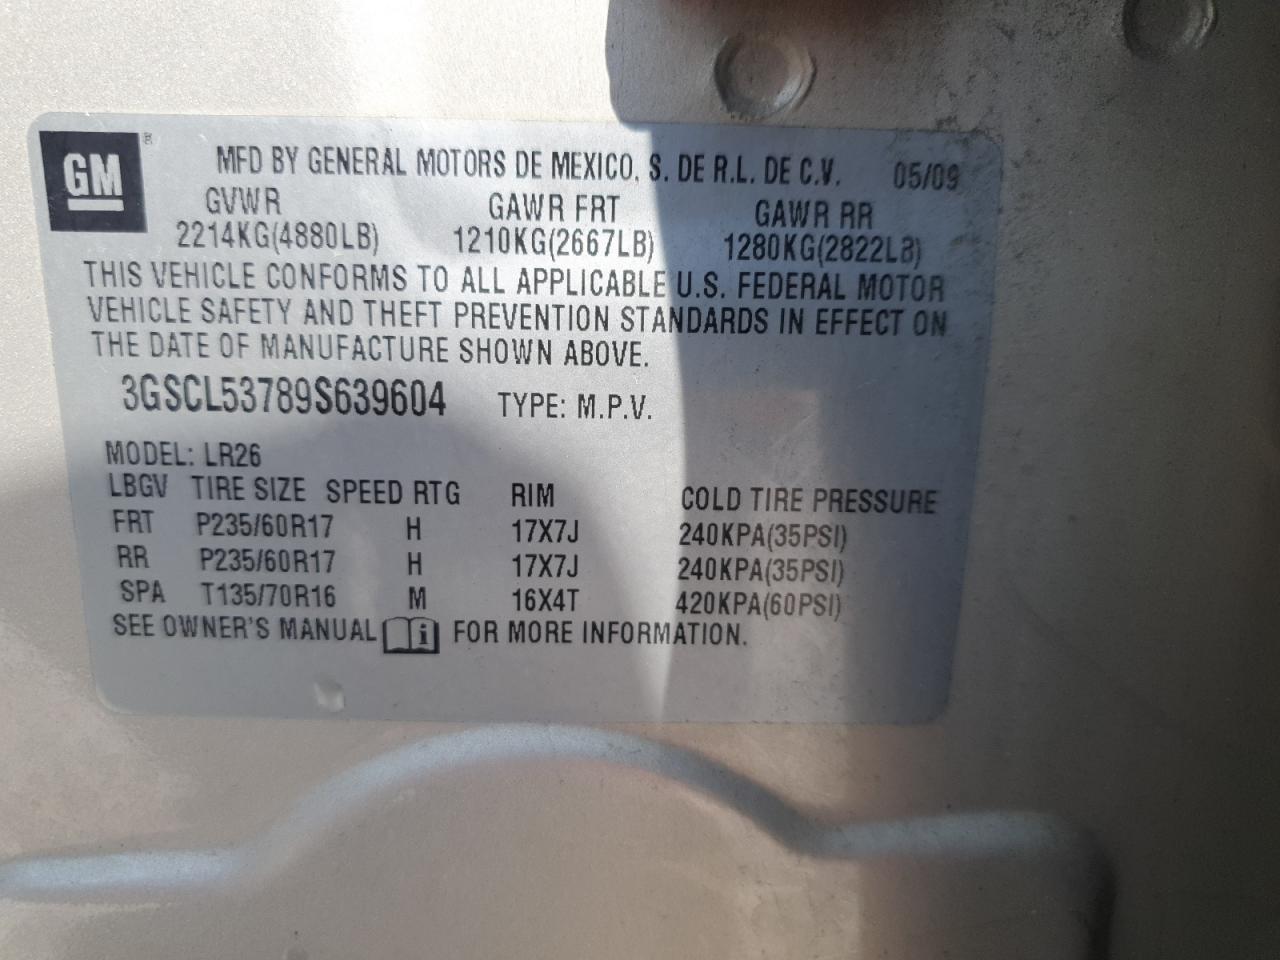 GM ®
MFD BY GENERAL MOTORS DE MEXICO, S. DE R.L. DE C.V. 05/09
GVWR GAWR FRT GAWR RR
2214KG(4880LB) 1210KG(2667LB) 1280KG(2822LB)
THIS VEHICLE CONFORMS TO ALL APPLICABLE U.S. FEDERAL MOTOR
VEHICLE SAFETY AND THEFT PREVENTION STANDARDS IN EFFECT ON
THE DATE OF MANUFACTURE SHOWN ABOVE.
3GSCL53789S639604 TYPE: M.P.V.
MODEL: LR26
LBGV TIRE SIZE SPEED RTG RIM COLD TIRE PRESSURE
FRT P235/60R17 H 17X7J 240KPA(35PSI)
RR P235/60R17 H 17X7J 240KPA(35PSI)
SPA T135/70R16 M 16X4T 420KPA(60PSI)
SEE OWNER'S MANUAL i FOR MORE INFORMATION.